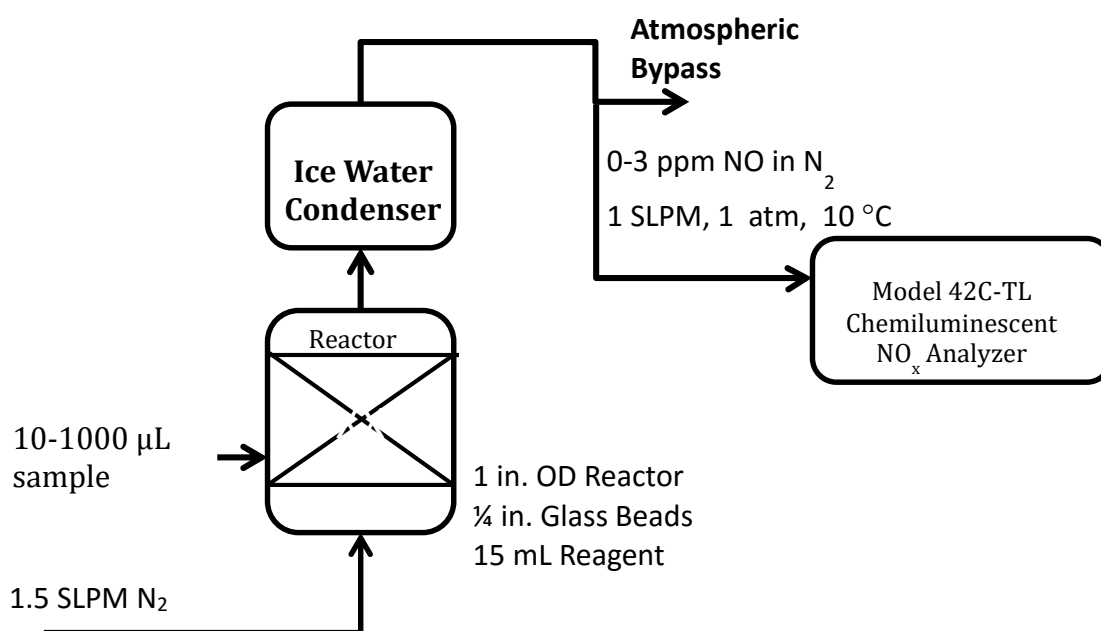 Atmospheric
Bypass
Ice Water
Condenser
0-3 ppm NO in N₂
1 SLPM, 1 atm, 10 °C
Model 42C-TL
Chemiluminescent
NOₓ Analyzer
Reactor
10-1000 µL
sample
1 in. OD Reactor
¼ in. Glass Beads
15 mL Reagent
1.5 SLPM N₂